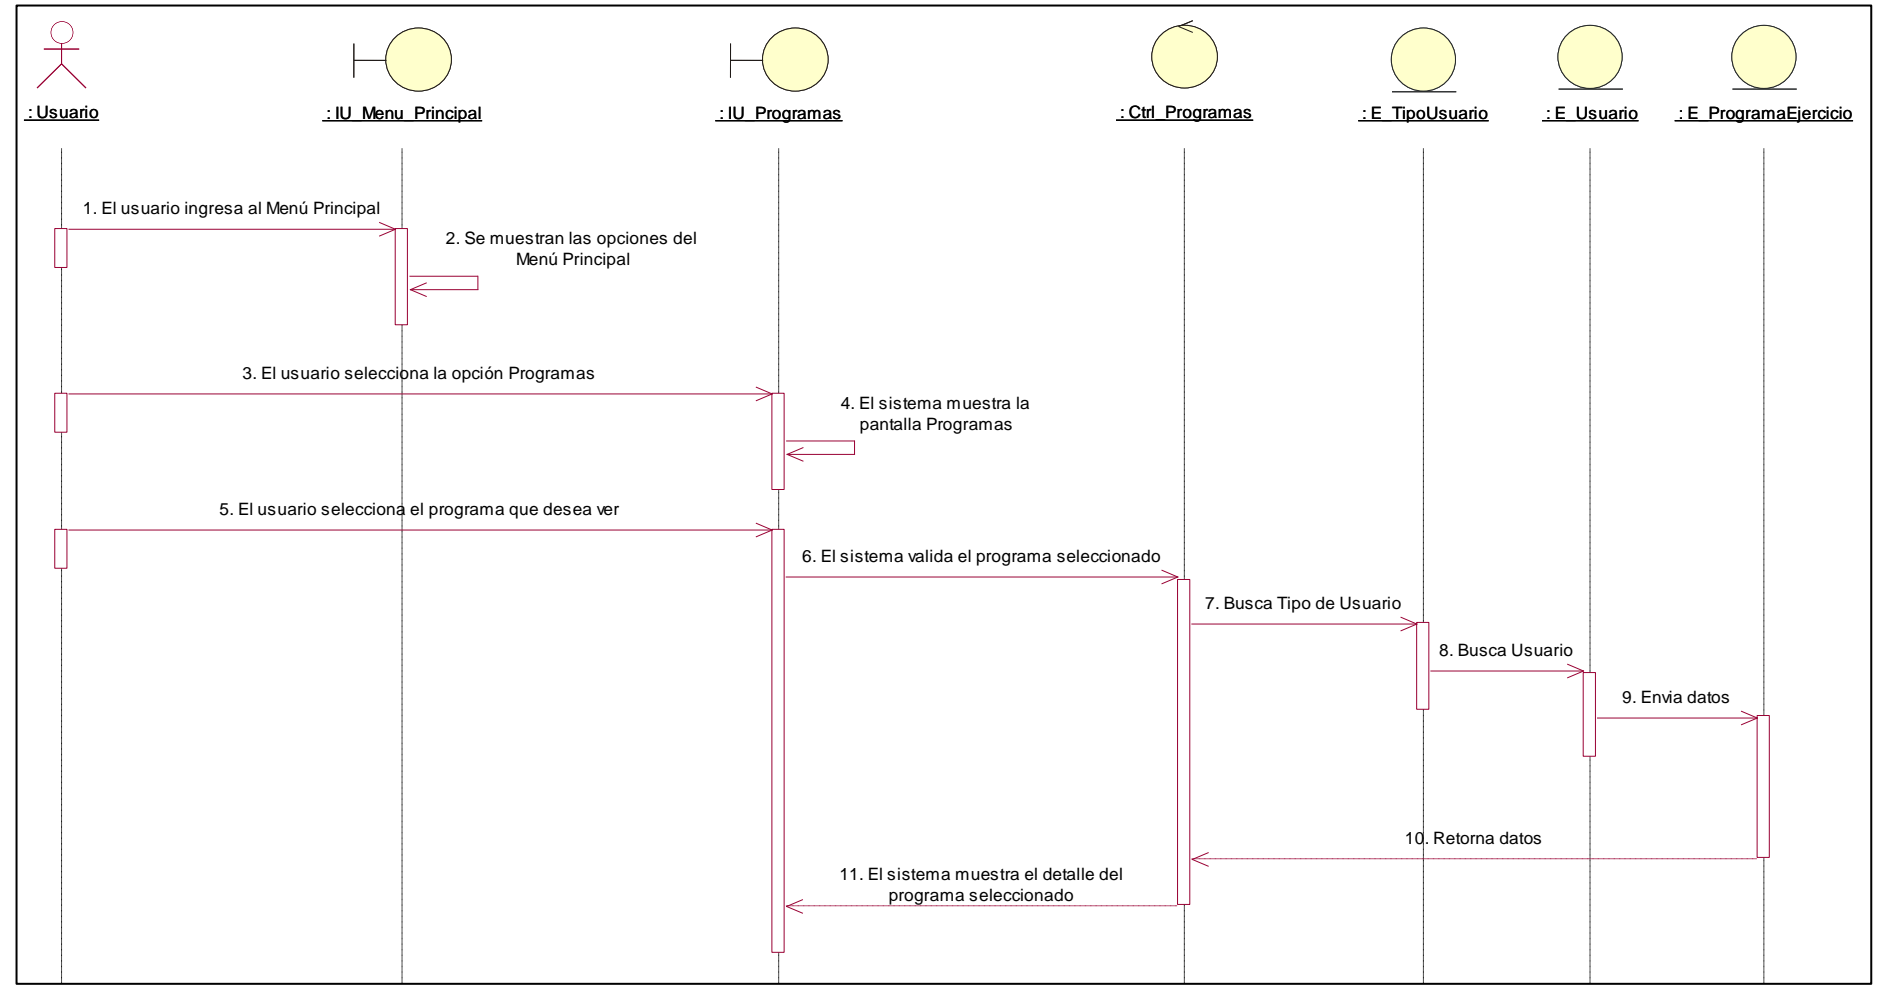 : Usuario
: IU_Menu_Principal
: IU_Programas
: Ctrl_Programas
: E_TipoUsuario
: E_Usuario
: E_ProgramaEjercicio
1. El usuario ingresa al Menú Principal
2. Se muestran las opciones del
Menú Principal
3. El usuario selecciona la opción Programas
4. El sistema muestra la
pantalla Programas
5. El usuario selecciona el programa que desea ver
6. El sistema valida el programa seleccionado
7. Busca Tipo de Usuario
8. Busca Usuario
9. Envia datos
10. Retorna datos
11. El sistema muestra el detalle del
programa seleccionado